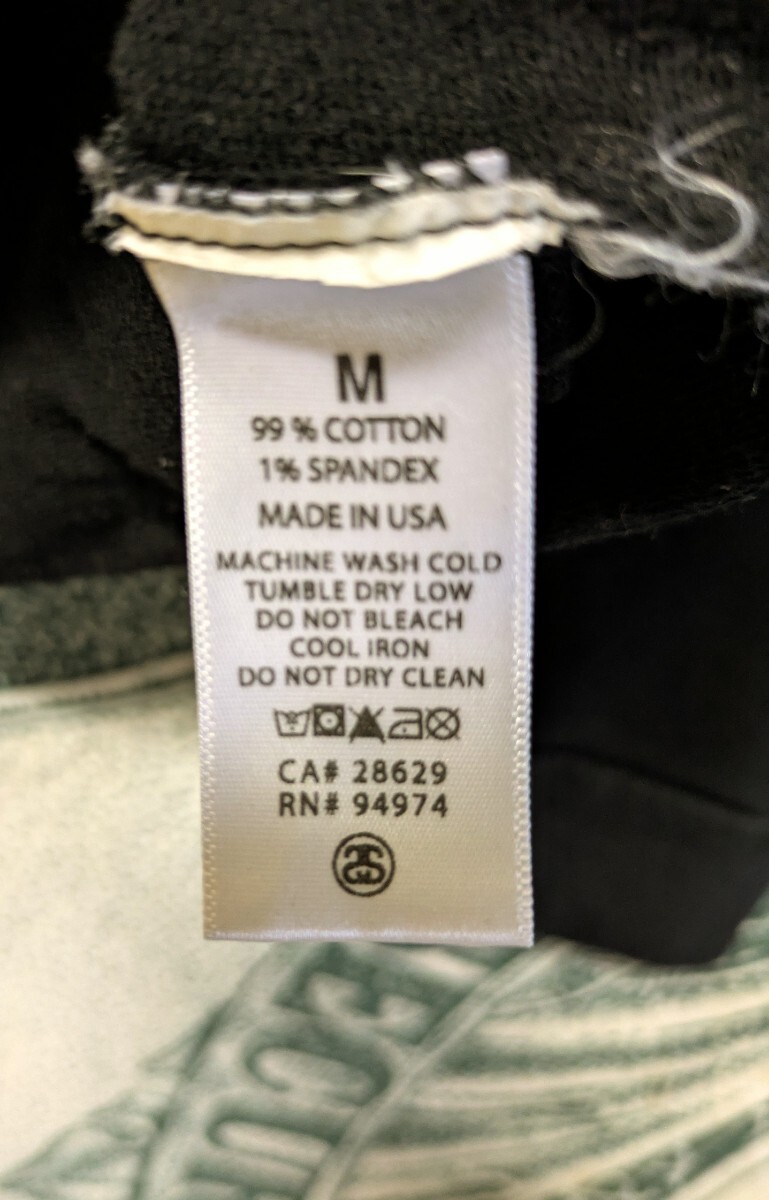 M
99 % COTTON
1% SPANDEX
MADE IN USA
MACHINE WASH COLD
TUMBLE DRY LOW
DO NOT BLEACH
COOL IRON
DO NOT DRY CLEAN
CA# 28629
RN# 94974